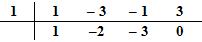 1 1 – 3 – 1 3
1 –2 – 3 0